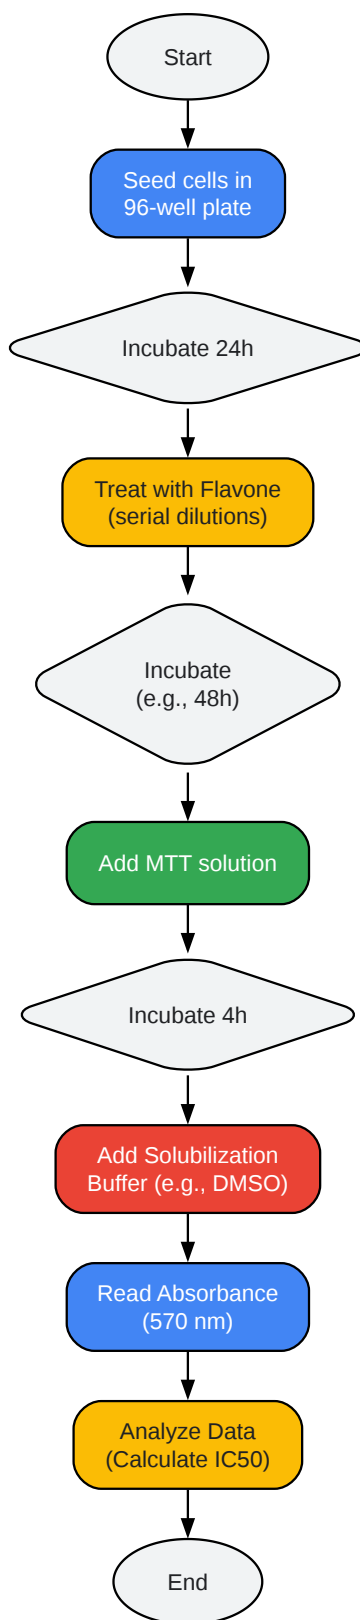 Start
Seed cells in
96-well plate
Incubate 24h
Treat with Flavone
(serial dilutions)
Incubate
(e.g., 48h)
Add MTT solution
Incubate 4h
Add Solubilization
Buffer (e.g., DMSO)
Read Absorbance
(570 nm)
Analyze Data
(Calculate IC50)
End